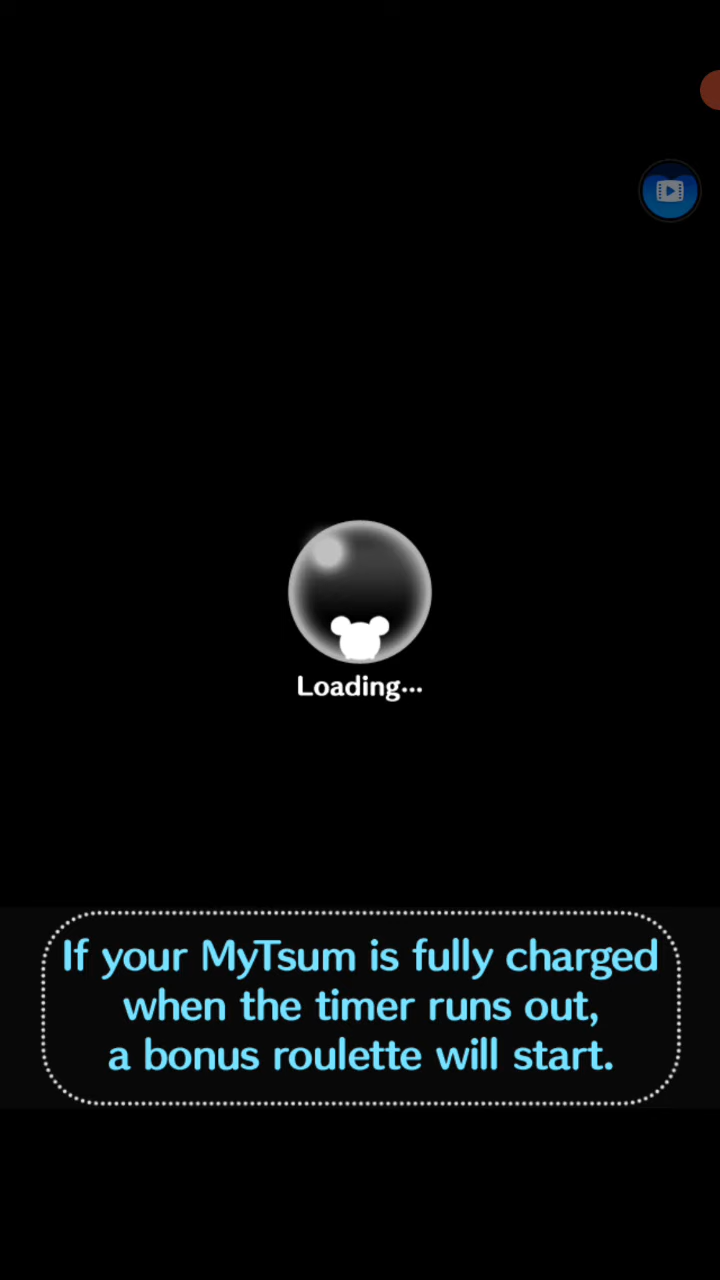 Loading···
If your MyTsum is fully charged
when the timer runs out,
a bonus roulette will start.